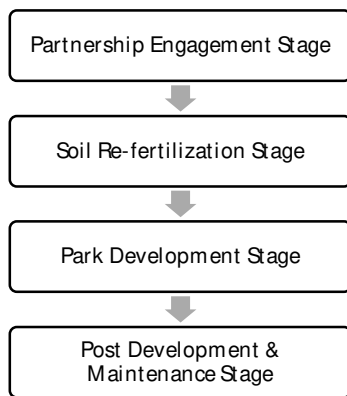 Partnership Engagement Stage
Soil Re-fertilization Stage
Park Development Stage
Post Development &
Maintenance Stage